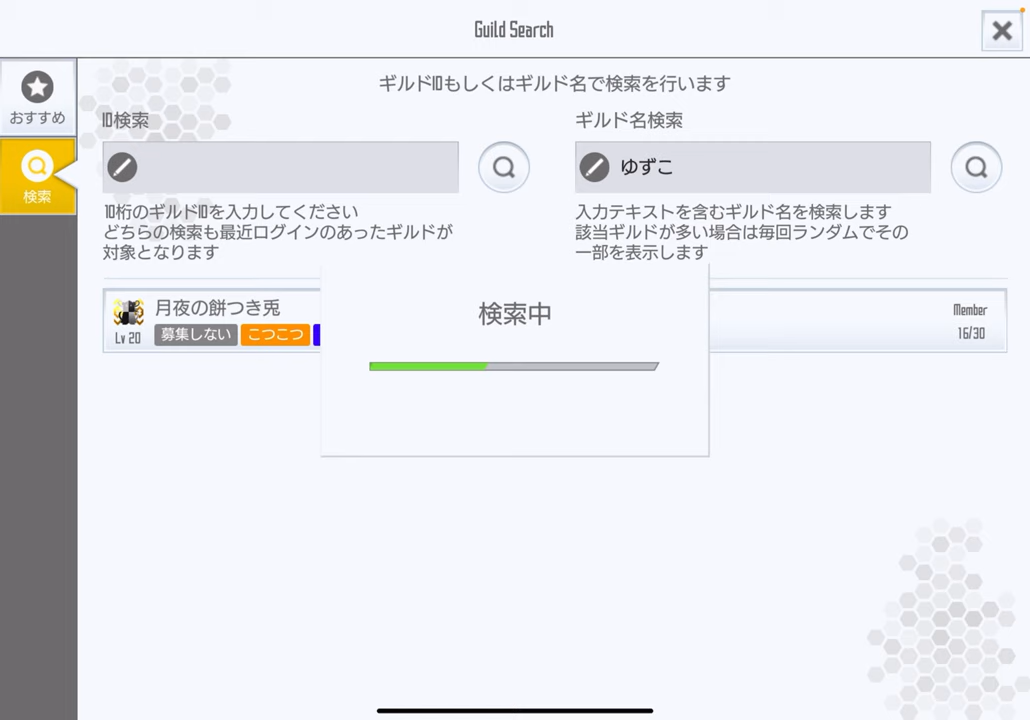 Guild Search
おすすめ
検索
ギルドIDもしくはギルド名で検索を行います
ID検索
10桁のギルドIDを入力してください
どちらの検索も最近ログインのあったギルドが
対象となります
ギルド名検索
ゆずこ
入力テキストを含むギルド名を検索します
該当ギルドが多い場合は毎回ランダムでその
一部を表示します
月夜の餅つき兎
Lv 20
募集しない
こつこつ
Member
16/30
検索中